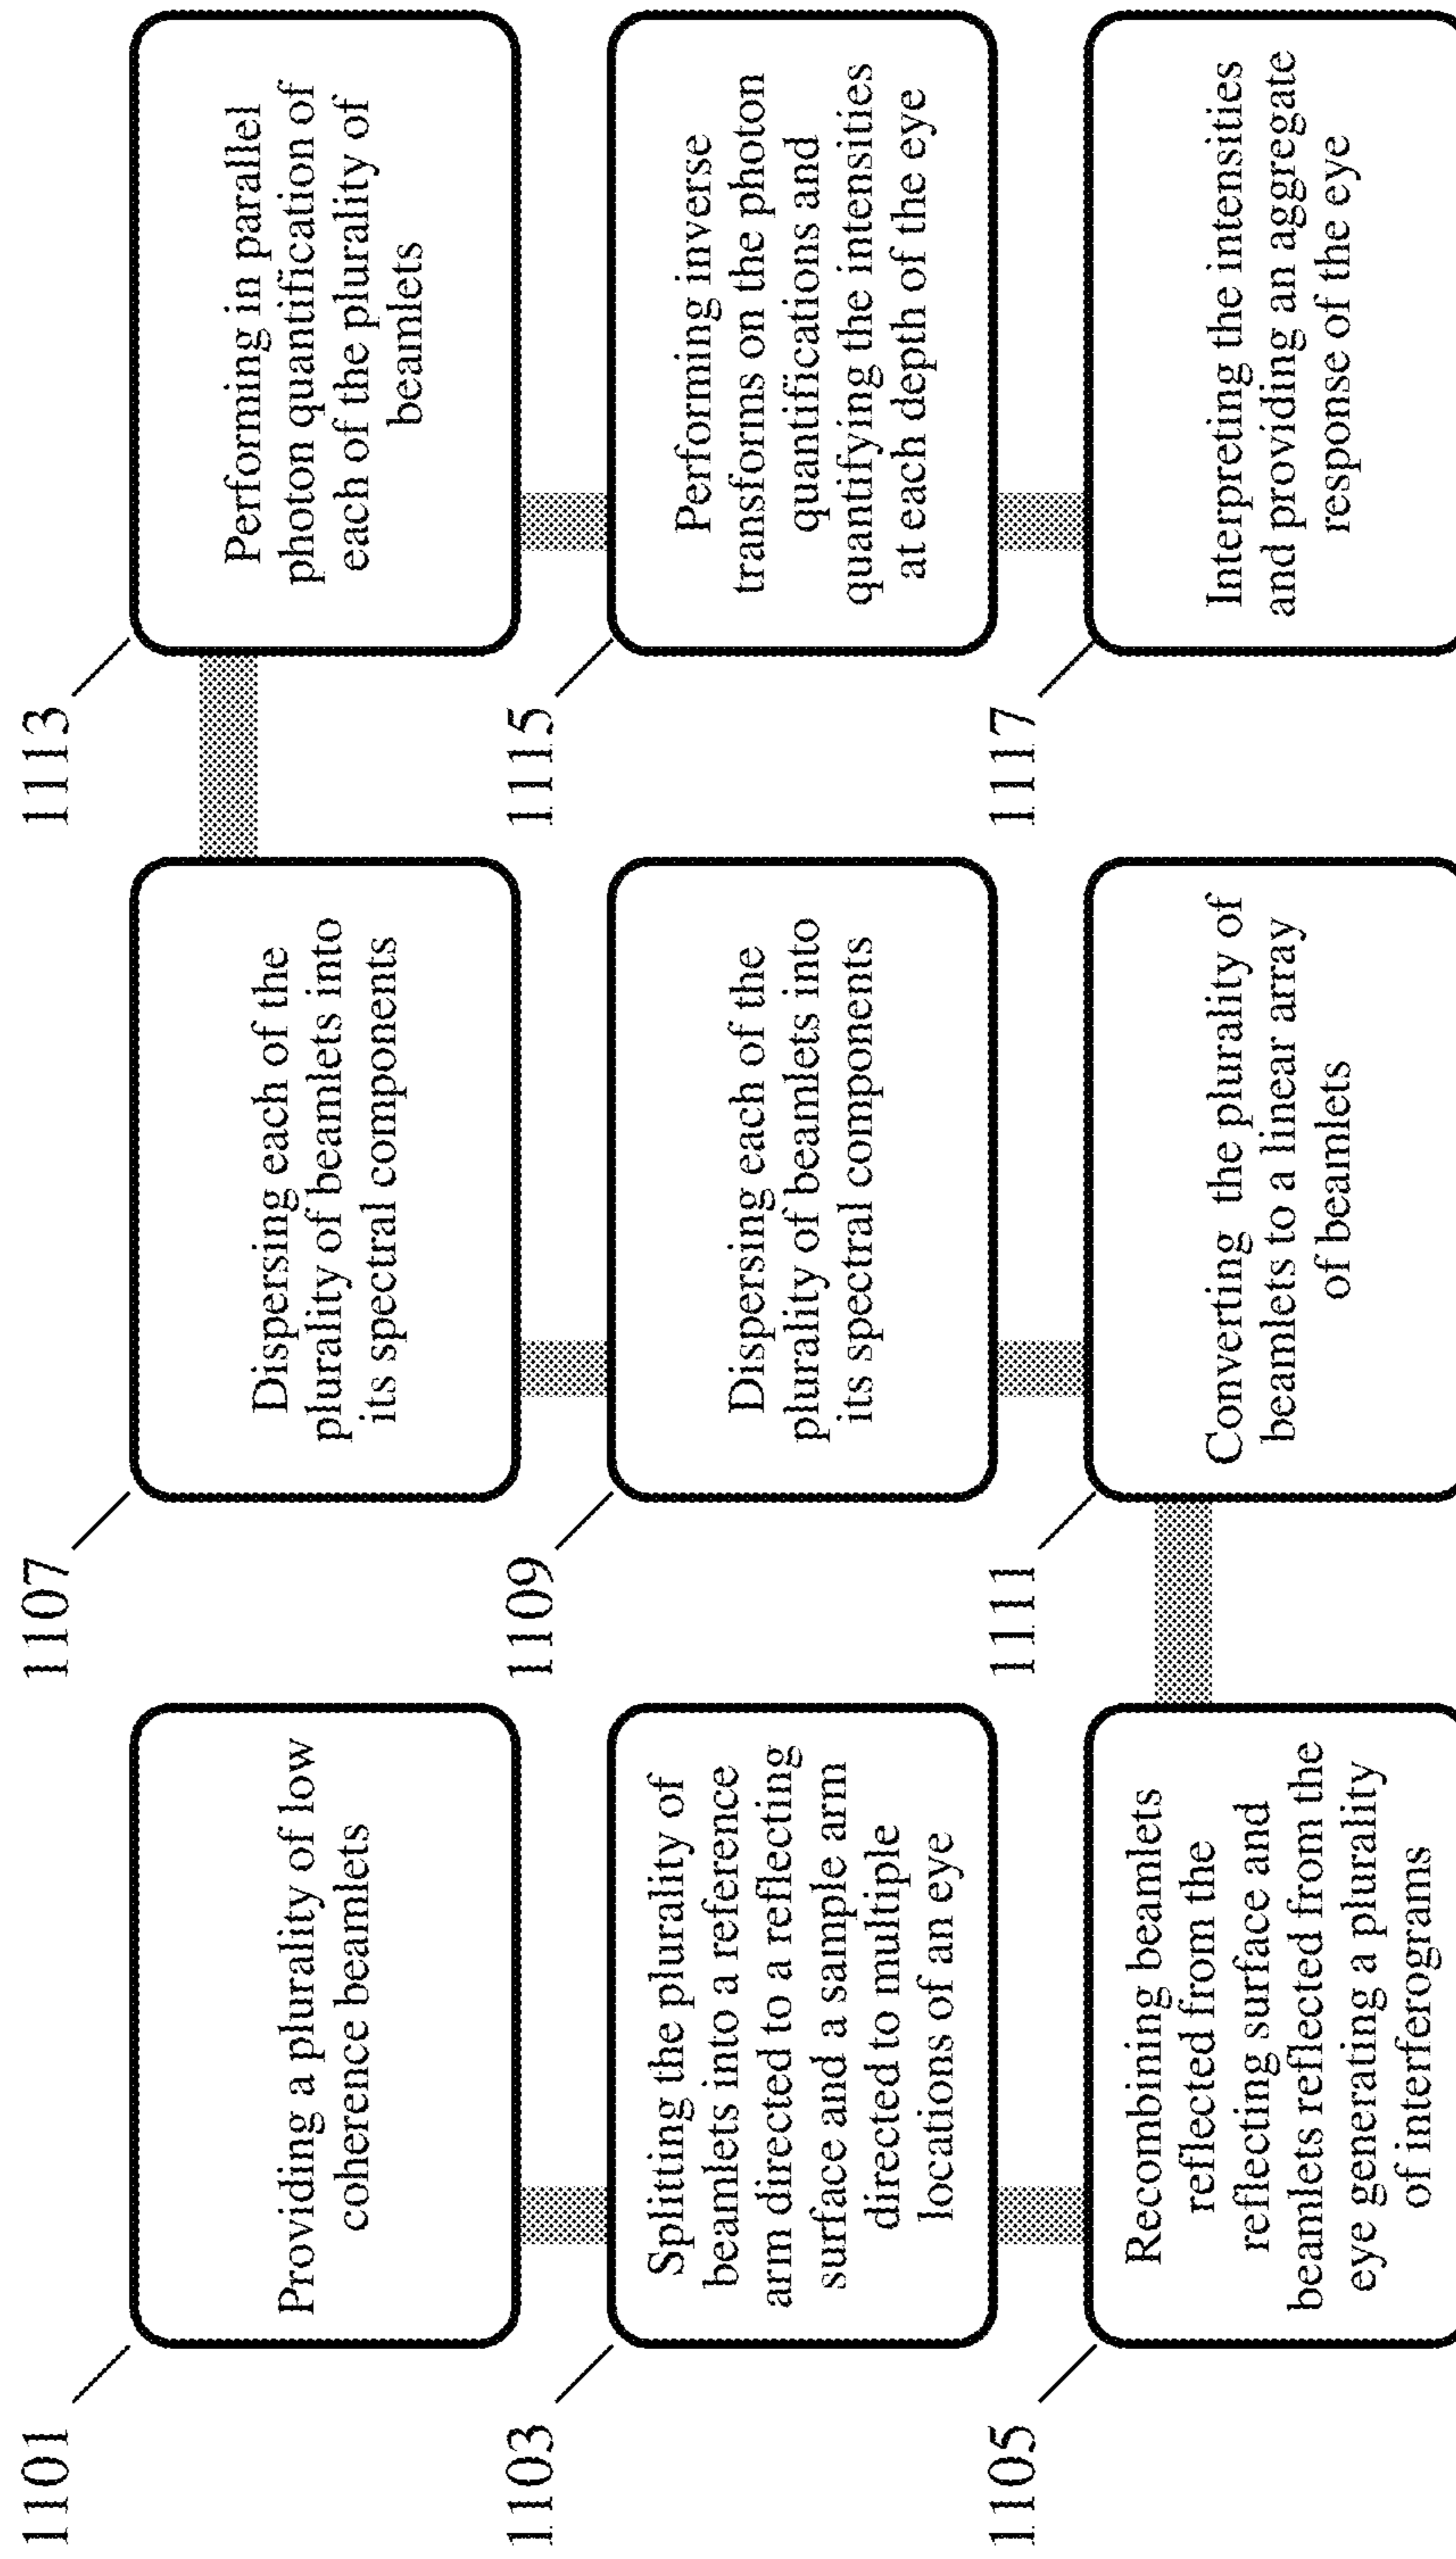 1101
Providing a plurality of low
coherence beamlets
1103
Splitting the plurality of
beamlets into a reference
arm directed to a reflecting
surface and a sample arm
directed to multiple
locations of an eye
1105
Recombining beamlets
reflected from the
reflecting surface and
beamlets reflected from the
eye generating a plurality
of interferograms
1107
Dispersing each of the
plurality of beamlets into
its spectral components
1109
Dispersing each of the
plurality of beamlets into
its spectral components
1111
Converting the plurality of
beamlets to a linear array
of beamlets
1113
Performing in parallel
photon quantification of
each of the plurality of
beamlets
1115
Performing inverse
transforms on the photon
quantifications and
quantifying the intensities
at each depth of the eye
1117
Interpreting the intensities
and providing an aggregate
response of the eye